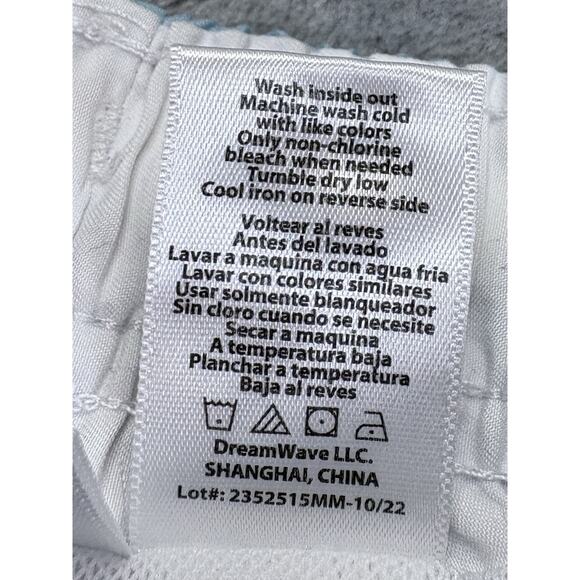 Wash inside out
Machine wash cold
with like colors
Only non-chlorine
bleach when needed
Tumble dry low
Cool iron on reverse side
Voltear al reves
Antes del lavado
Lavar a maquina con agua fria
Lavar con colores similares
Usar solmente blanqueador
Sin cloro cuando se necesite
Secar a maquina
A temperatura baja
Planchar a temperatura
Baja al reves
DreamWave LLC.
SHANGHAI, CHINA
Lot#: 2352515MM-10/22